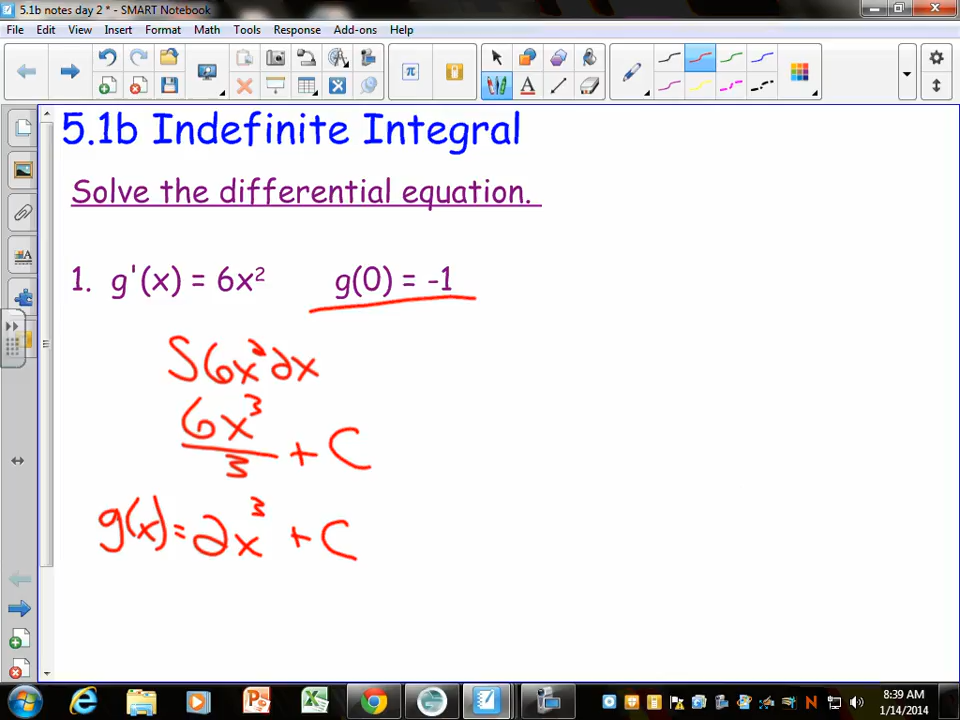 5.1b notes day 2 * - SMART Notebook
File Edit View Insert Format Math Tools Response Add-ons Help
5.1b Indefinite Integral
Solve the differential equation.
1. g'(x) = 6x² g(0) = -1
∫6x²dx
6x³/3 + C
g(x) = 2x³ + C
8:39 AM
1/14/2014